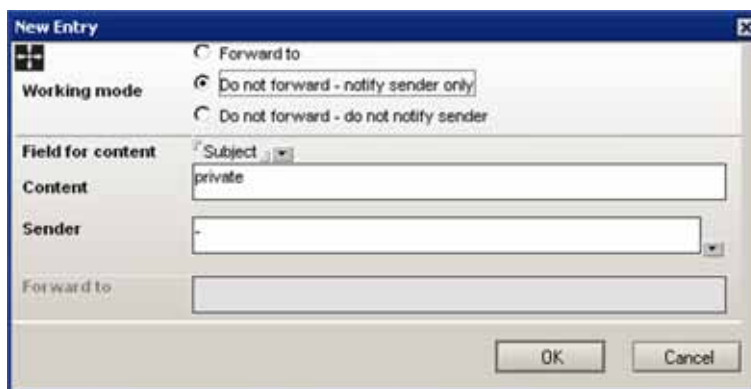 New Entry
Forward to
Working mode
Do not forward - notify sender only
Do not forward - do not notify sender
Field for content
Subject
Content
private
Sender
-
Forward to
OK
Cancel